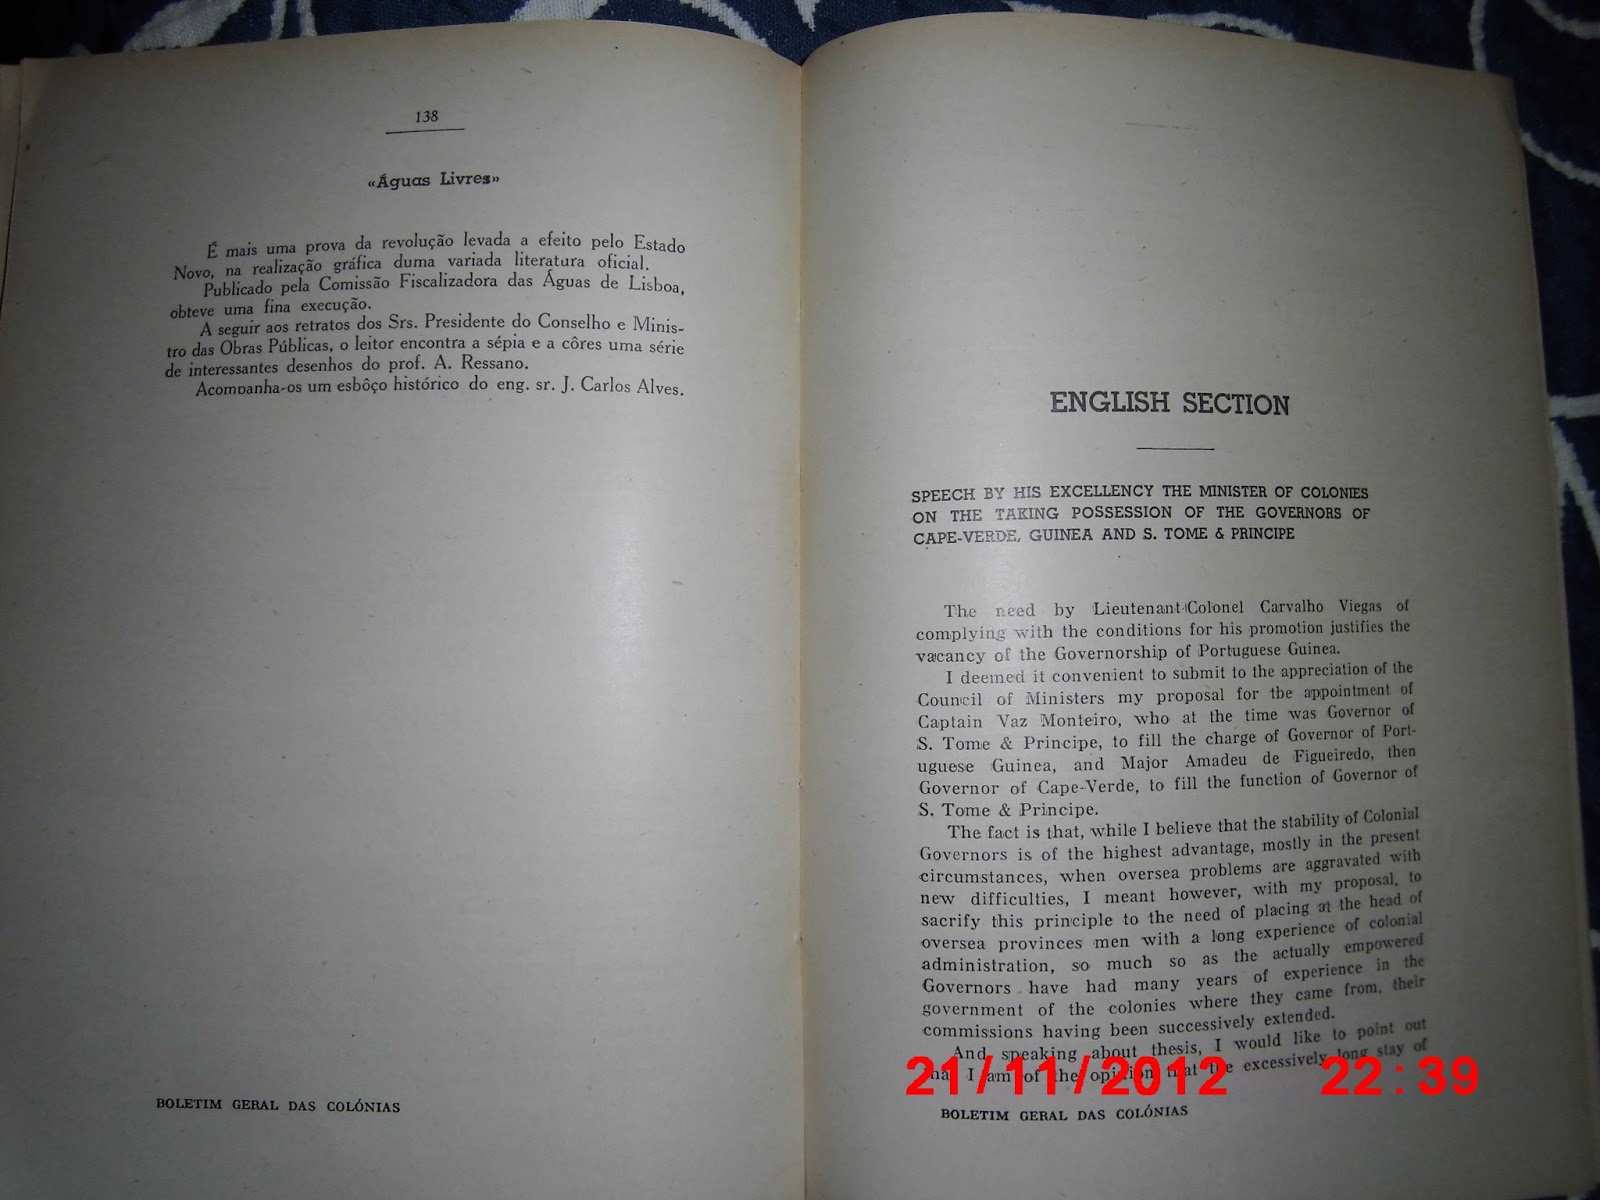 138
«Águas Livres»
É mais uma prova da revolução levada a efeito pelo Estado
Novo, na realização gráfica duma variada literatura oficial.
Publicado pela Comissão Fiscalizadora das Águas de Lisboa,
obteve uma fina execução.
A seguir aos retratos dos Srs. Presidente do Conselho e Minis-
tro das Obras Públicas, o leitor encontra a sépia e a côres uma série
de interessantes desenhos do prof. A. Ressano.
Acompanha-os um esbôço histórico do eng. sr. J. Carlos Alves.
BOLETIM GERAL DAS COLÓNIAS
ENGLISH SECTION
SPEECH BY HIS EXCELLENCY THE MINISTER OF COLONIES
ON THE TAKING POSSESSION OF THE GOVERNORS OF
CAPE-VERDE, GUINEA AND S. TOME & PRINCIPE
The need by Lieutenant-Colonel Carvalho Viegas of
complying with the conditions for his promotion justifies the
vacancy of the Governorship of Portuguese Guinea.
I deemed it convenient to submit to the appreciation of the
Council of Ministers my proposal for the appointment of
Captain Vaz Monteiro, who at the time was Governor of
S. Tome & Principe, to fill the charge of Governor of Port-
uguese Guinea, and Major Amadeu de Figueiredo, then
Governor of Cape-Verde, to fill the function of Governor of
S. Tome & Principe.
The fact is that, while I believe that the stability of Colonial
Governors is of the highest advantage, mostly in the present
circumstances, when oversea problems are aggravated with
new difficulties, I meant however, with my proposal, to
sacrify this principle to the need of placing at the head of
oversea provinces men with a long experience of colonial
administration, so much so as the actually empowered
Governors have had many years of experience in the
government of the colonies where they came from, their
commissions having been successively extended.
And speaking about thesis, I would like to point out
that I am of the opinion that the excessively long stay of
21/11/2012 22:39
BOLETIM GERAL DAS COLÓNIAS